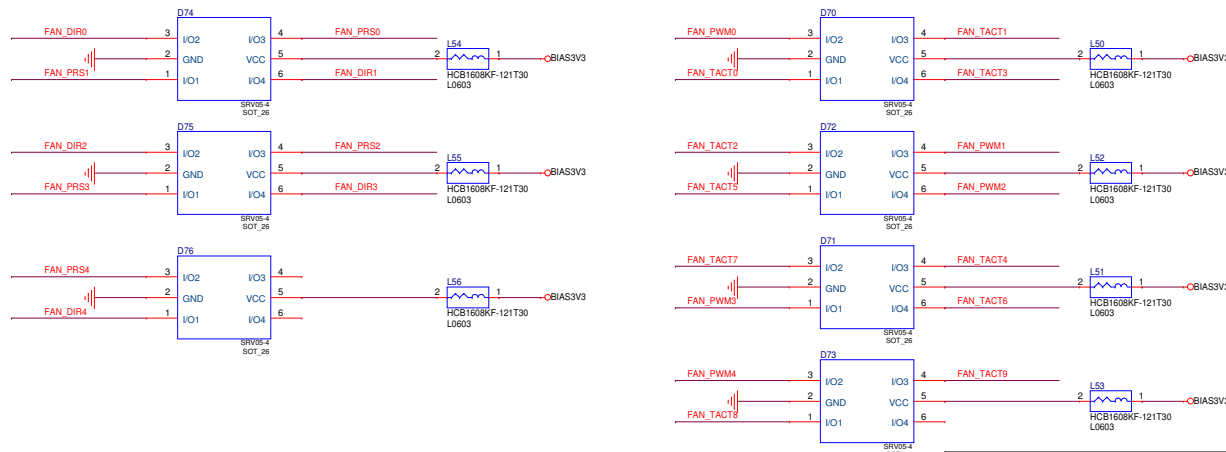 D74
FAN_DIR0 3 I/O2 I/O3 4 FAN_PRS0
2 GND VCC 5 2 L54 1 BIAS3V3
FAN_PRS1 1 I/O1 I/O4 6 FAN_DIR1 HCB1608KF-121T30
L0603
SRV05-4
SOT_26
D75
FAN_DIR2 3 I/O2 I/O3 4 FAN_PRS2
2 GND VCC 5 2 L55 1 BIAS3V3
FAN_PRS3 1 I/O1 I/O4 6 FAN_DIR3 HCB1608KF-121T30
L0603
SRV05-4
SOT_26
D76
FAN_PRS4 3 I/O2 I/O3 4
2 GND VCC 5 2 L56 1 BIAS3V3
FAN_DIR4 1 I/O1 I/O4 6 HCB1608KF-121T30
L0603
SRV05-4
SOT_26
D70
FAN_PWM0 3 I/O2 I/O3 4 FAN_TACT1
2 GND VCC 5 2 L50 1 BIAS3V3
FAN_TACT0 1 I/O1 I/O4 6 FAN_TACT3 HCB1608KF-121T30
L0603
SRV05-4
SOT_26
D72
FAN_TACT2 3 I/O2 I/O3 4 FAN_PWM1
2 GND VCC 5 2 L52 1 BIAS3V3
FAN_TACT5 1 I/O1 I/O4 6 FAN_PWM2 HCB1608KF-121T30
L0603
SRV05-4
SOT_26
D71
FAN_TACT7 3 I/O2 I/O3 4 FAN_TACT4
2 GND VCC 5 2 L51 1 BIAS3V3
FAN_PWM3 1 I/O1 I/O4 6 FAN_TACT6 HCB1608KF-121T30
L0603
SRV05-4
SOT_26
D73
FAN_PWM4 3 I/O2 I/O3 4 FAN_TACT9
2 GND VCC 5 2 L53 1 BIAS3V3
FAN_TACT8 1 I/O1 I/O4 6 HCB1608KF-121T30
L0603
SRV05-4